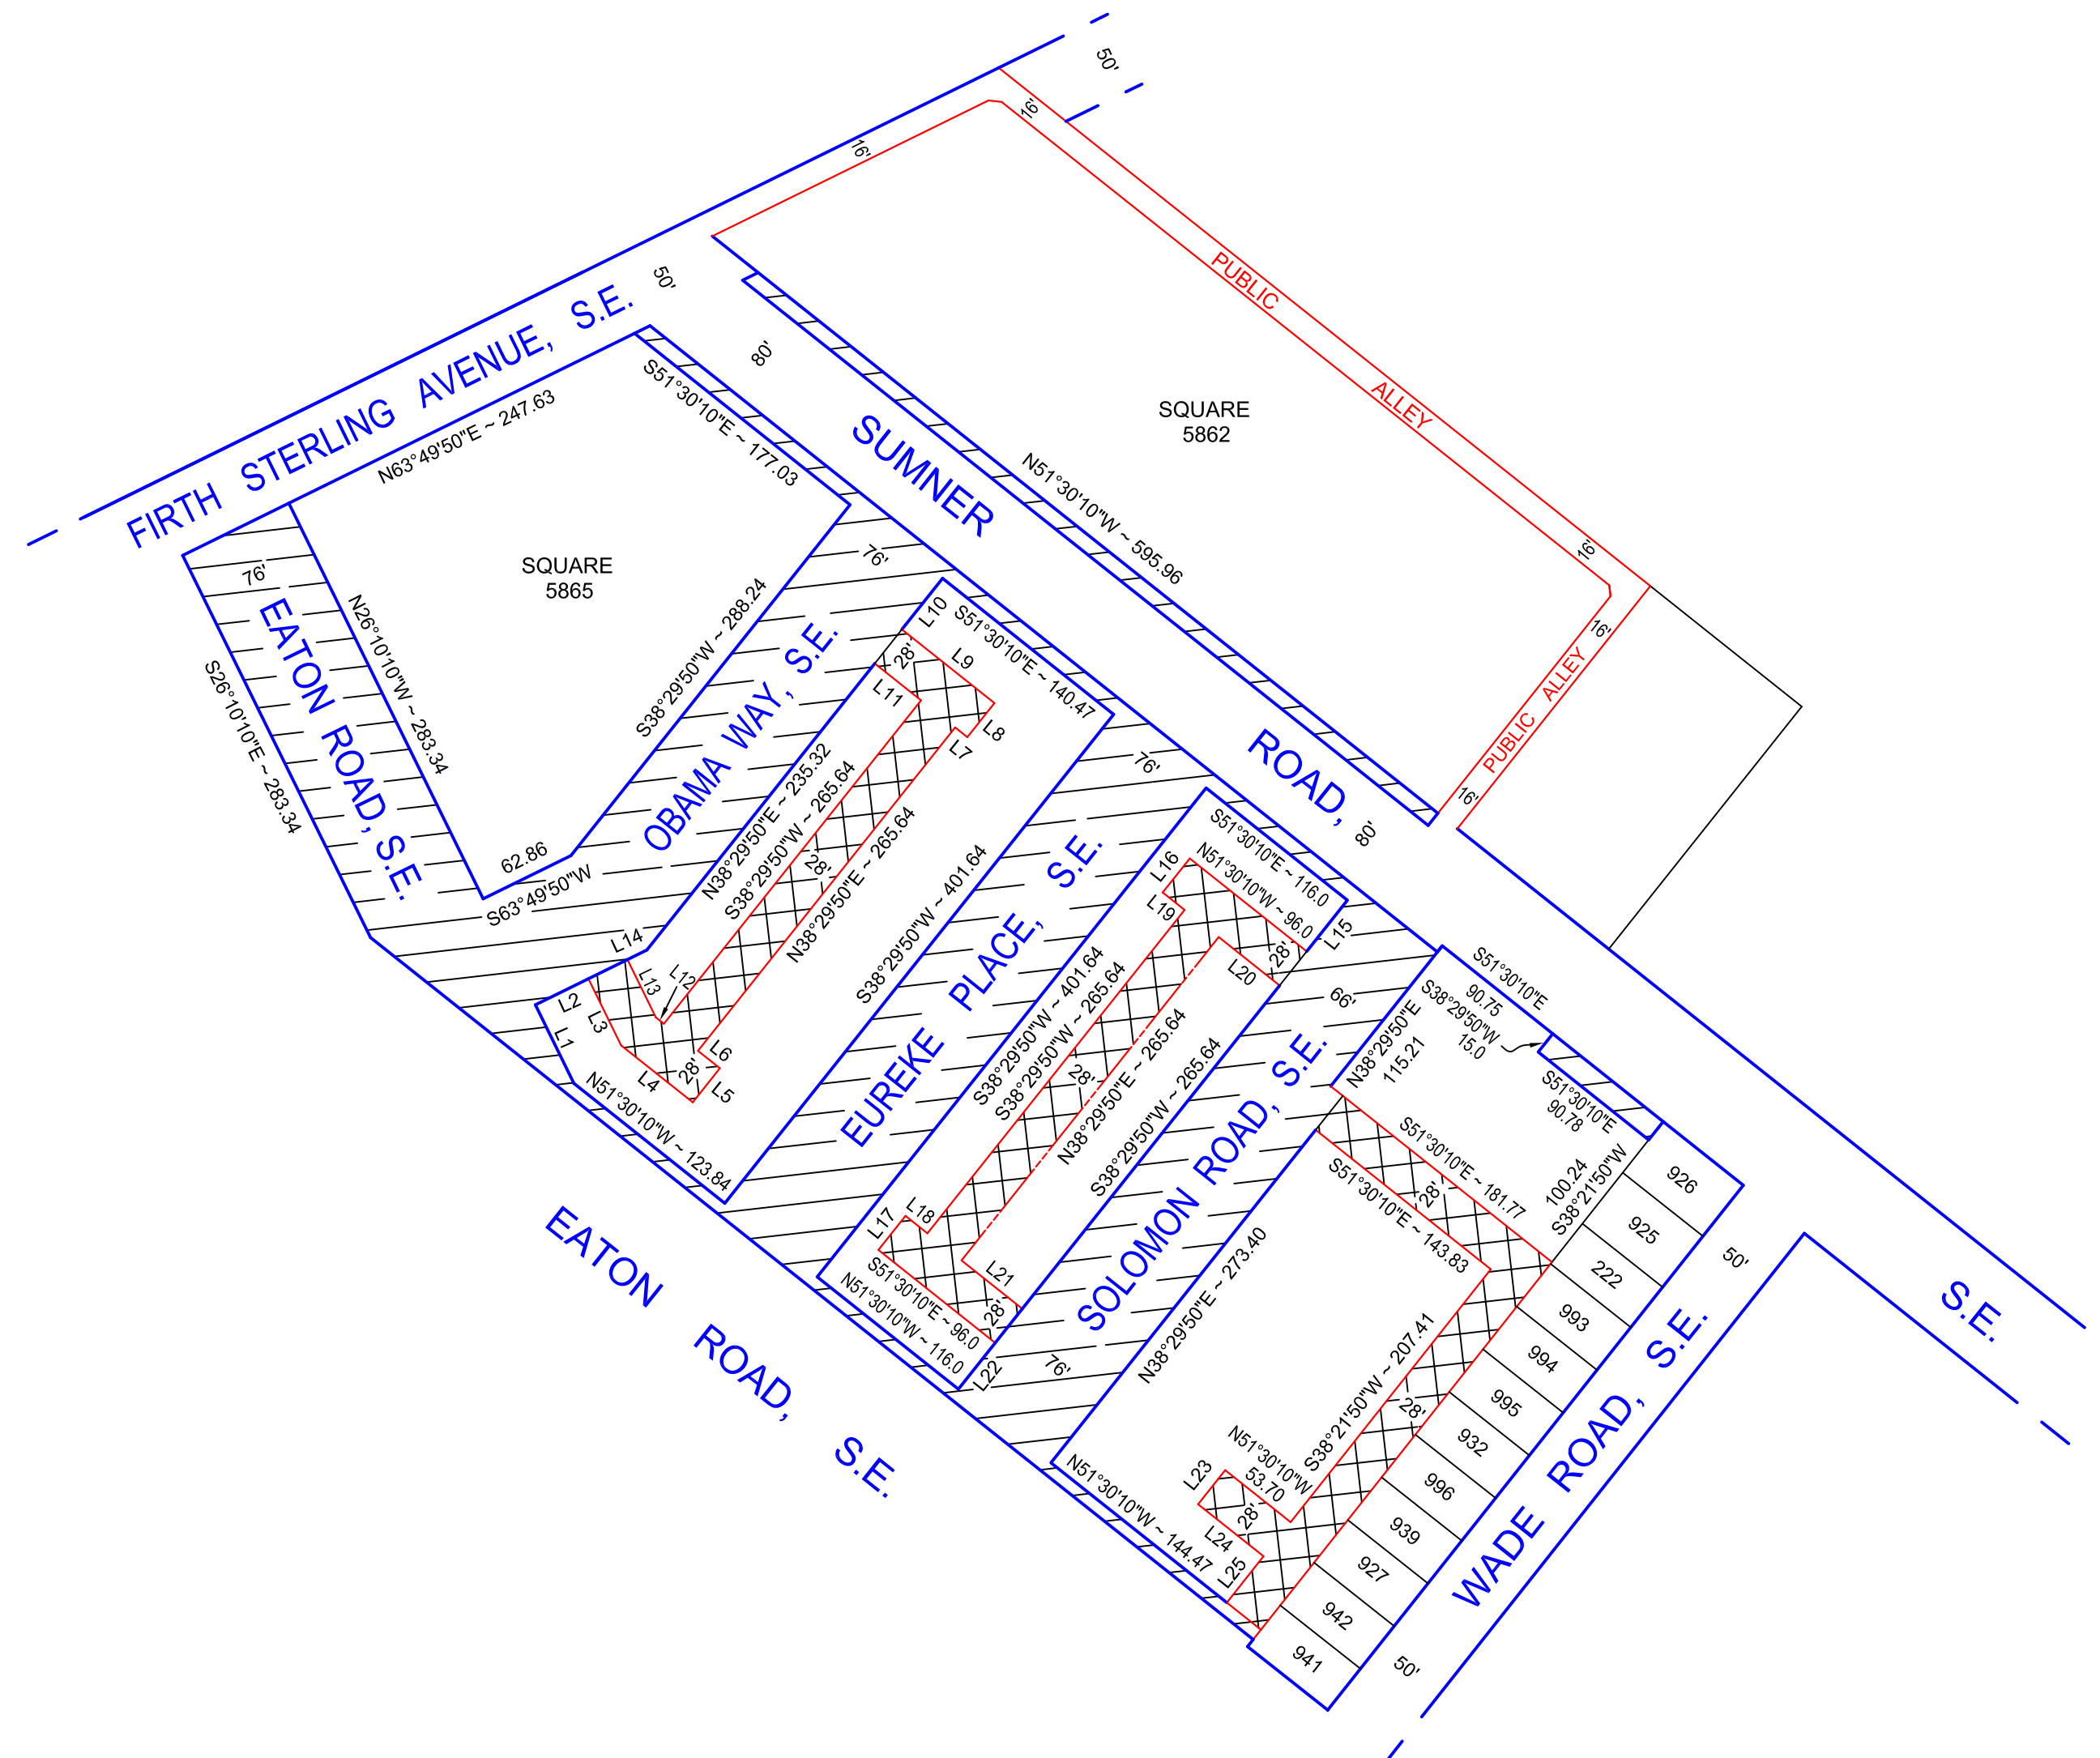 50'
16'
16'
FIRTH STERLING AVENUE, S.E.
50'
80'
PUBLIC ALLEY
SQUARE
5862
N63°49'50"E ~ 247.63
S51°30'10"E ~ 177.03
SUMNER ROAD, S.E.
N51°30'10"W ~ 595.96
16'
16'
PUBLIC ALLEY
16'
80'
SQUARE
5865
76'
EATON ROAD, S.E.
N26°10'10"W ~ 283.34
S26°10'10"E ~ 283.34
S38°29'50"W ~ 288.24
76'
OBAMA WAY, S.E.
62.86
S63°49'50"W
L10
S51°30'10"E ~ 140.47
28'
L9
L11
L8
L7
N38°29'50"E ~ 235.32
S38°29'50"W ~ 265.64
28'
N38°29'50"E ~ 265.64
L14
L13
L12
L2
L3
L1
L4
28'
L6
L5
N51°30'10"W ~ 123.84
S38°29'50"W ~ 401.64
76'
EUREKE PLACE, S.E.
S51°30'10"E ~ 116.0
N51°30'10"W ~ 96.0
L16
L19
L15
28'
L20
S38°29'50"W ~ 401.64
S38°29'50"W ~ 265.64
28'
N38°29'50"E ~ 265.64
S38°29'50"W ~ 265.64
L17
L18
L21
28'
S51°30'10"E ~ 96.0
N51°30'10"W ~ 116.0
L22
66'
SOLOMON ROAD, S.E.
76'
S51°30'10"E
90.75
S38°29'50"W
15.0
N38°29'50"E
115.21
S51°30'10"E
90.78
S51°30'10"E ~ 181.77
28'
S51°30'10"E ~ 143.83
100.24
S38°21'50"W
N38°29'50"E ~ 273.40
S38°21'50"W ~ 207.41
28'
N51°30'10"W
53.70
L23
28'
L24
L25
N51°30'10"W ~ 144.47
EATON ROAD, S.E.
926
925
222
993
994
995
932
996
939
927
942
941
50'
WADE ROAD, S.E.
50'